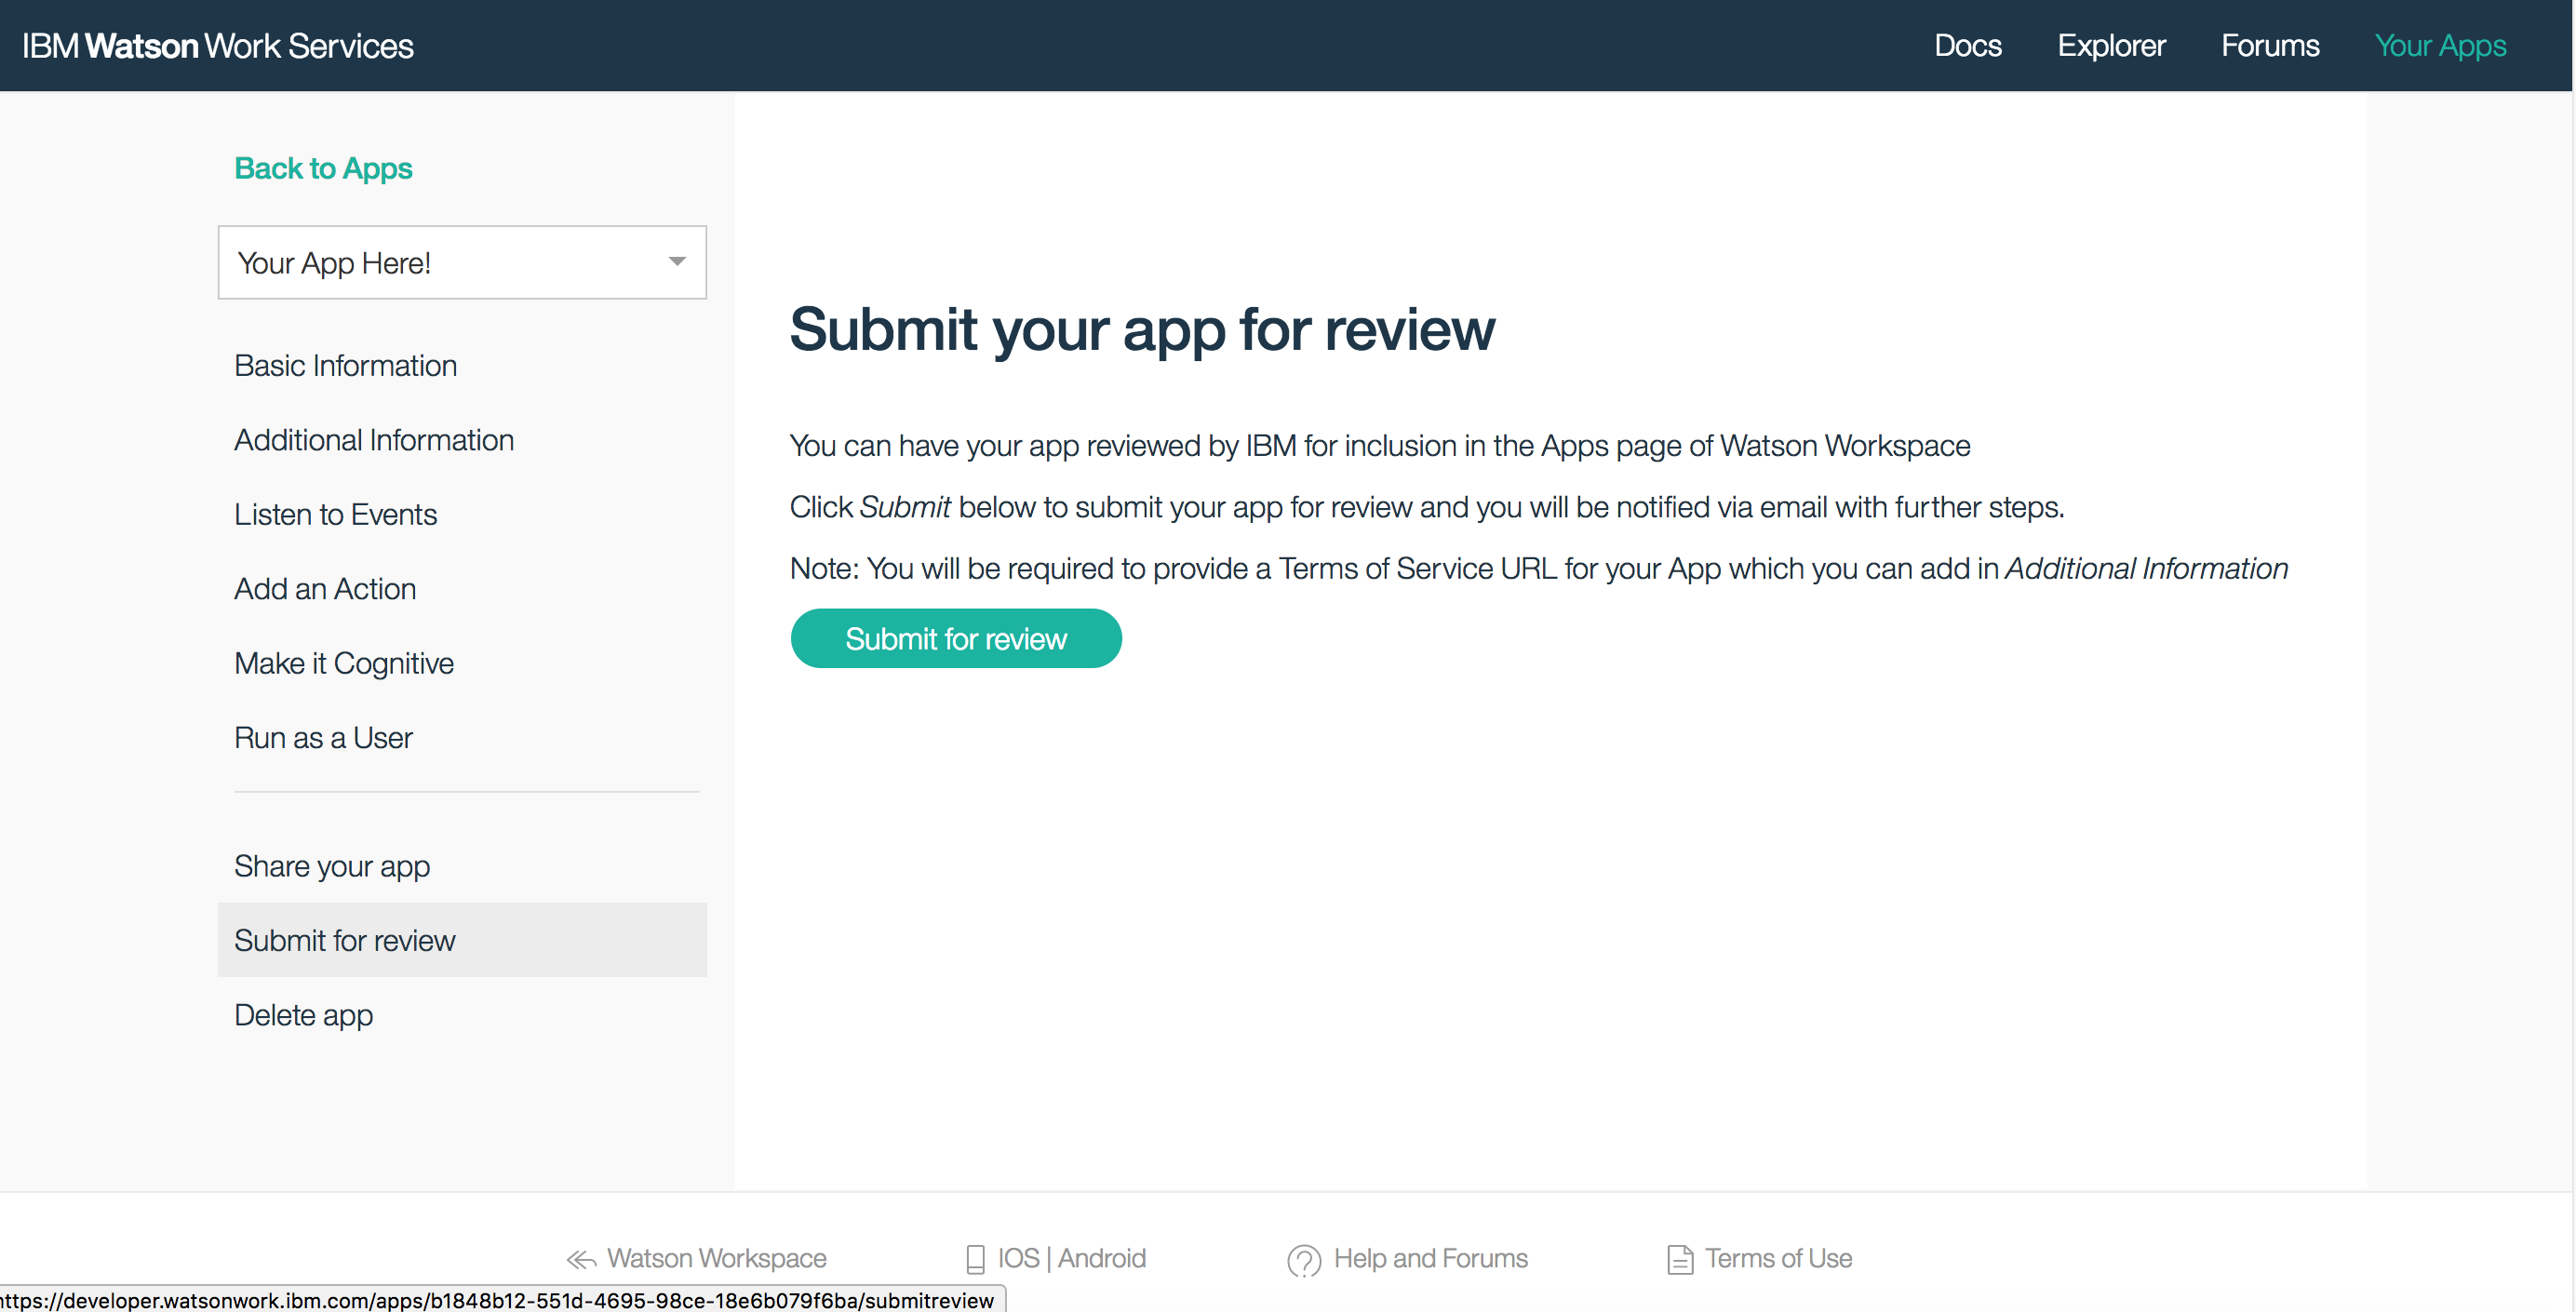 IBM Watson Work Services
Docs Explorer Forums Your Apps
Back to Apps
Your App Here!
Basic Information
Additional Information
Listen to Events
Add an Action
Make it Cognitive
Run as a User
Share your app
Submit for review
Delete app
Submit your app for review
You can have your app reviewed by IBM for inclusion in the Apps page of Watson Workspace
Click Submit below to submit your app for review and you will be notified via email with further steps.
Note: You will be required to provide a Terms of Service URL for your App which you can add in Additional Information
Submit for review
Watson Workspace IOS | Android Help and Forums Terms of Use
https://developer.watsonwork.ibm.com/apps/b1848b12-551d-4695-98ce-18e6b079f6ba/submitreview